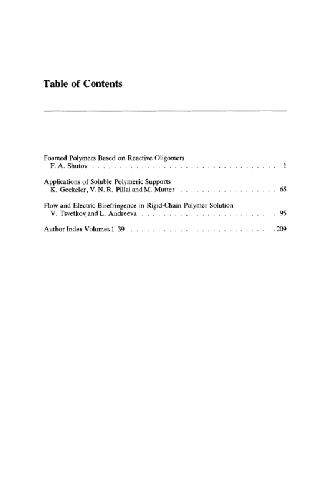 Table of Contents
Foamed Polymers Based on Reactive Oligomers
F. A. Shutov . . . . . . . . . . . . . . . . . . . . . . . . . . . . . . . 1
Applications of Soluble Polymeric Supports
K. Geckeler, V. N. R. Pillai and M. Mutter . . . . . . . . . . . . . . . . . 65
Flow and Electric Birefringence in Rigid-Chain Polymer Solution
V. Tsvetkov and L. Andreeva . . . . . . . . . . . . . . . . . . . . . . . 95
Author Index Volumes 1–39 . . . . . . . . . . . . . . . . . . . . . . . . 209